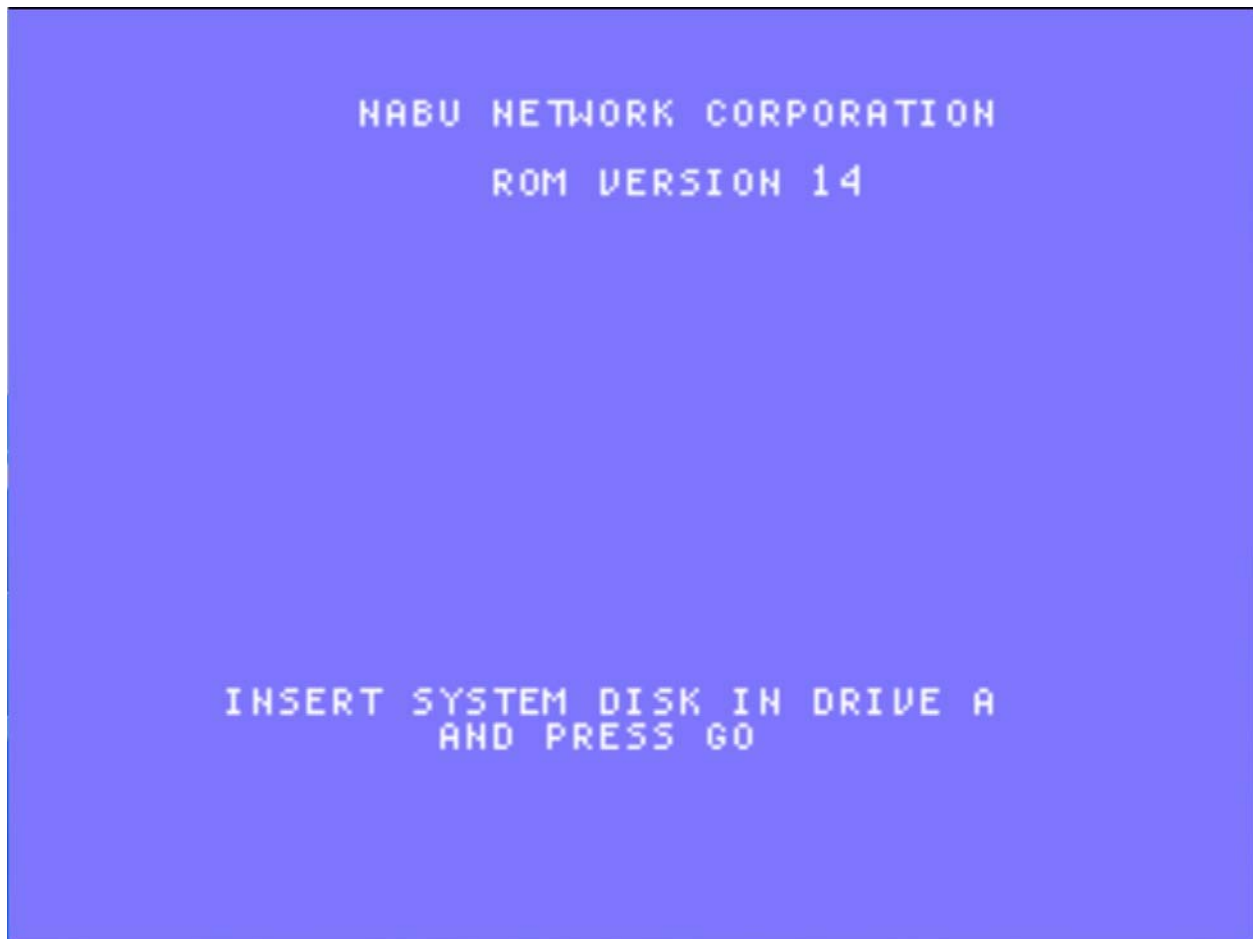 NABU NETWORK CORPORATION
ROM VERSION 14
INSERT SYSTEM DISK IN DRIVE A
AND PRESS GO